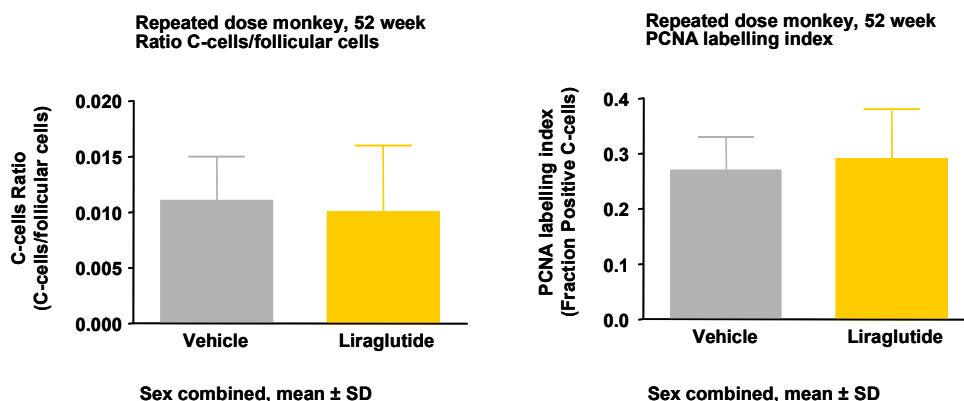 Repeated dose monkey, 52 week
Ratio C-cells/follicular cells
C-cells Ratio
(C-cells/follicular cells)
0.020
0.015
0.010
0.005
0.000
Vehicle
Liraglutide
Sex combined, mean ± SD
Repeated dose monkey, 52 week
PCNA labelling index
PCNA labelling index
(Fraction Positive C-cells)
0.4
0.3
0.2
0.1
0.0
Vehicle
Liraglutide
Sex combined, mean ± SD